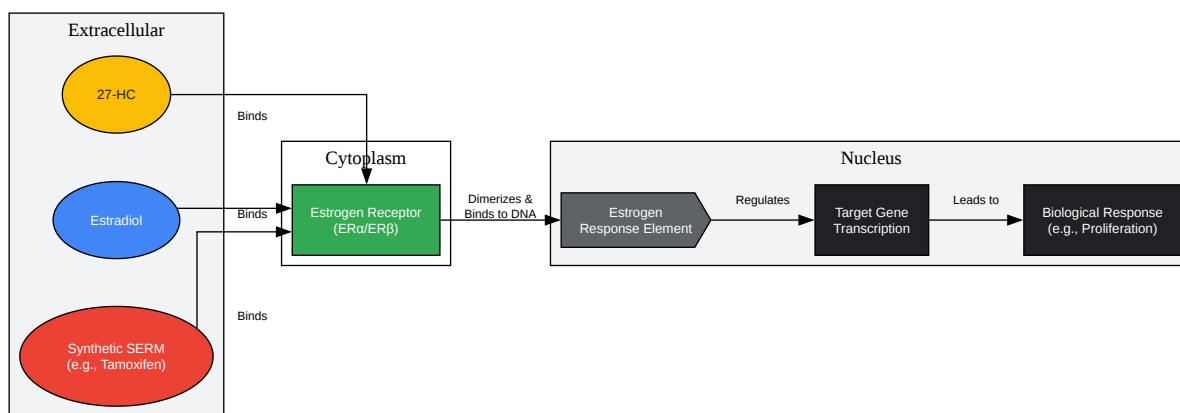 Extracellular
27-HC
Binds
Estradiol
Binds
Synthetic SERM
(e.g., Tamoxifen)
Binds
Cytoplasm
Estrogen Receptor
(ERα/ERβ)
Dimerizes &
Binds to DNA
Nucleus
Estrogen
Response Element
Regulates
Target Gene
Transcription
Leads to
Biological Response
(e.g., Proliferation)